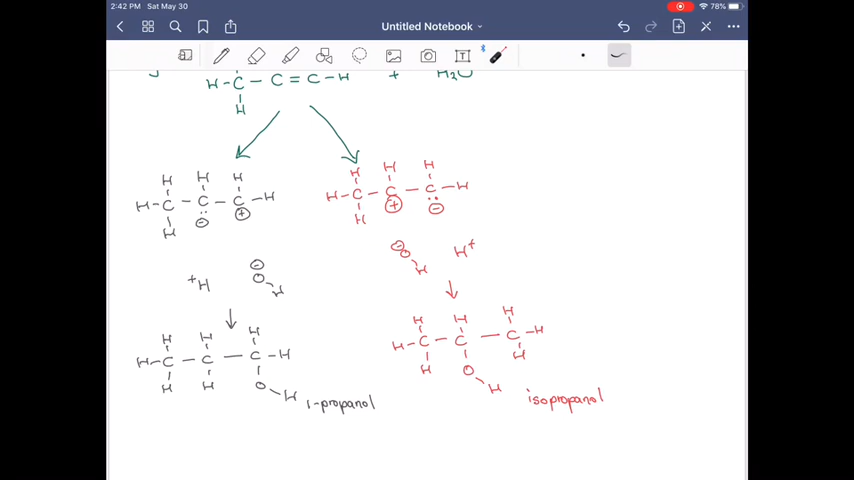 2:42 PM Sat May 30
78%
Untitled Notebook
T
H - C - C = C - H + H₂O
H
H H H
H - C - C - C - H
H ⊖ ⊕
H H H
H - C - C - C - H
H ⊕ ⊖
⊖
+H O
H
⊖
O H+
H
H H H
H - C - C - C - H
H H O - H
1-propanol
H H H
H - C - C - C - H
H O H
H
isopropanol